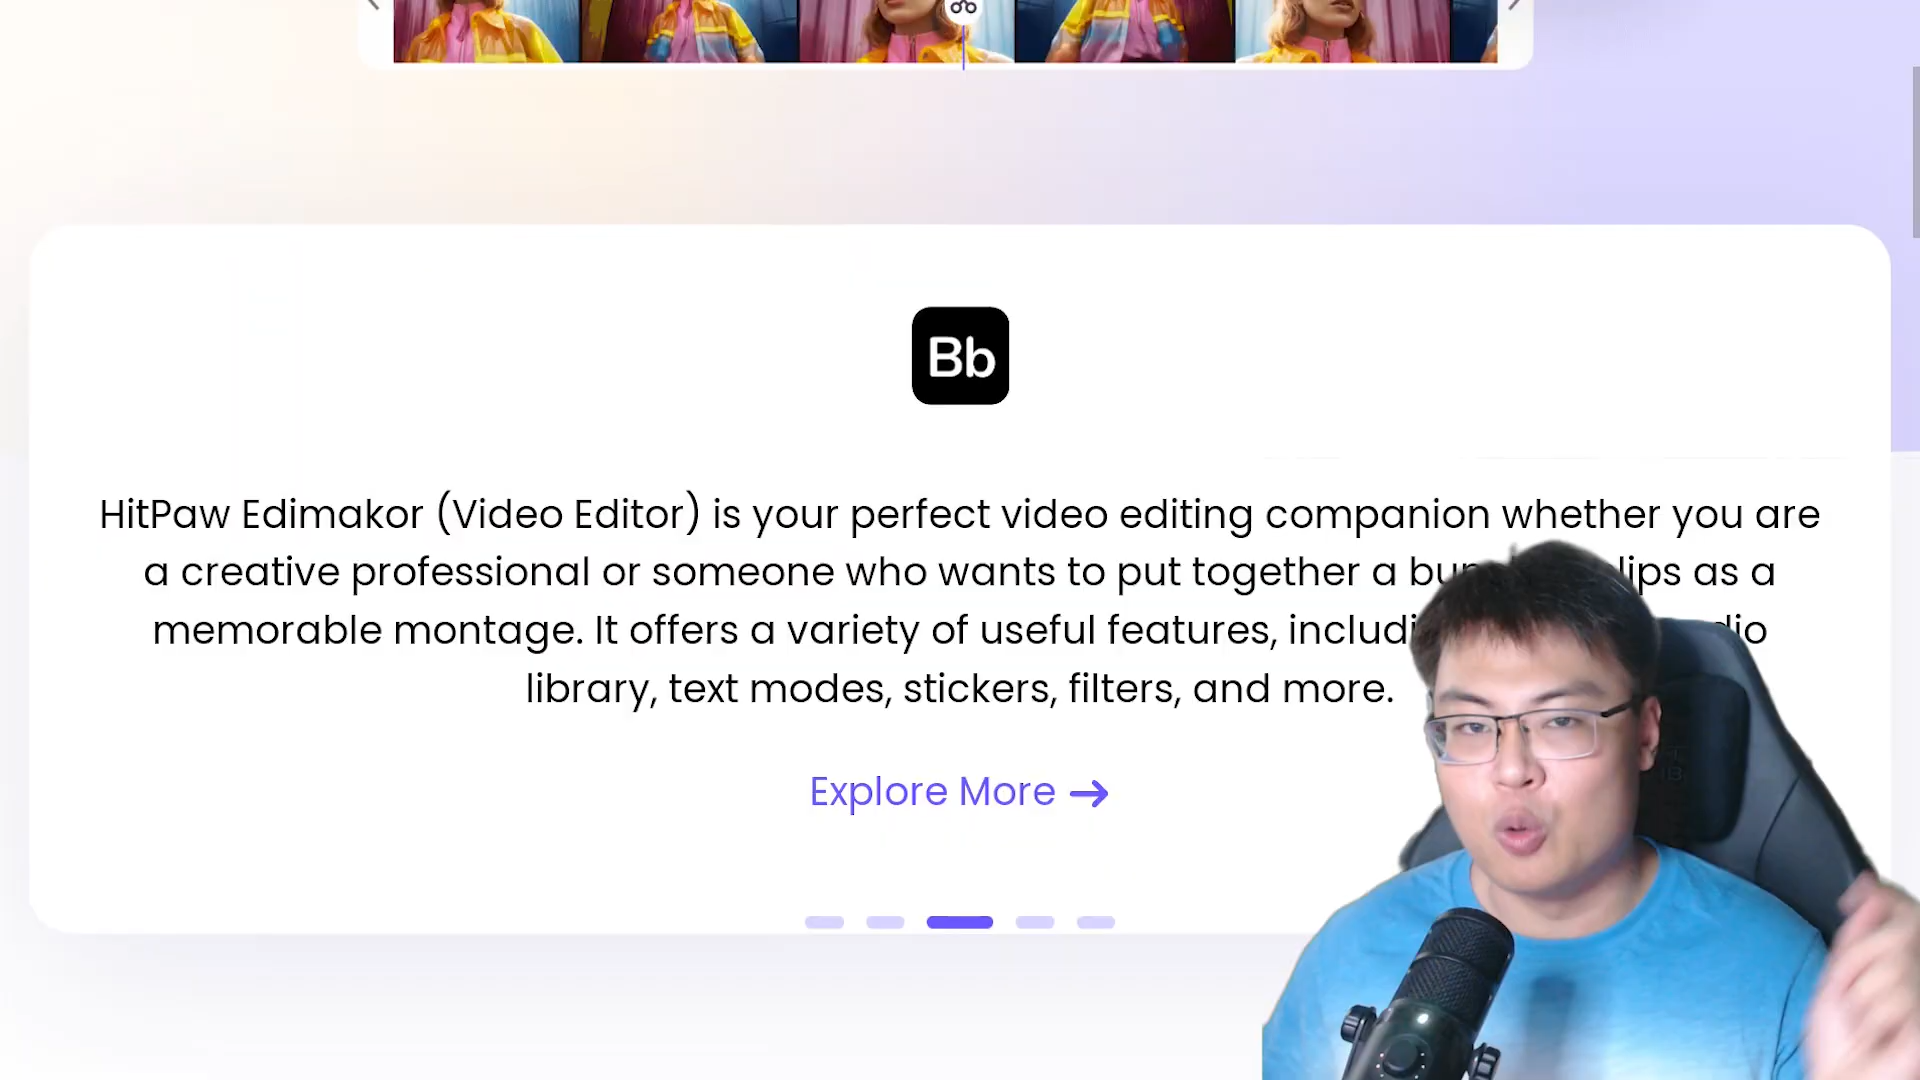 Bb
HitPaw Edimakor (Video Editor) is your perfect video editing companion whether you are
a creative professional or someone who wants to put together a lips as a
memorable montage. It offers a variety of useful features, dio
library, text modes, stickers, filters, and more.
Explore More →